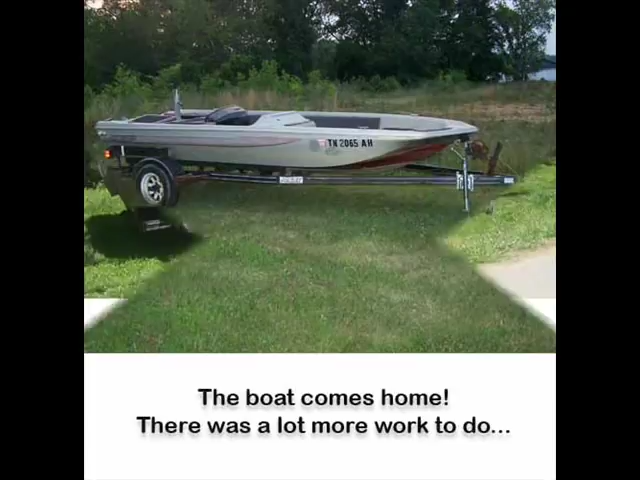 TN 2065 AH
The boat comes home!
There was a lot more work to do...